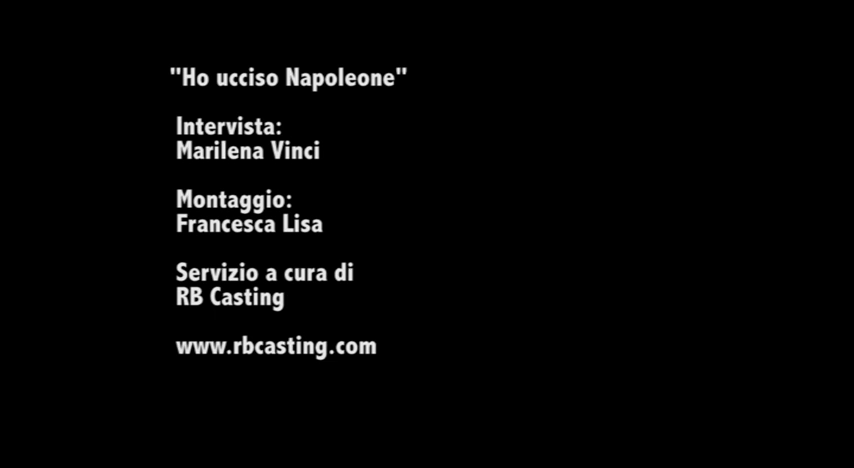 "Ho ucciso Napoleone"
Intervista:
Marilena Vinci
Montaggio:
Francesca Lisa
Servizio a cura di
RB Casting
www.rbcasting.com